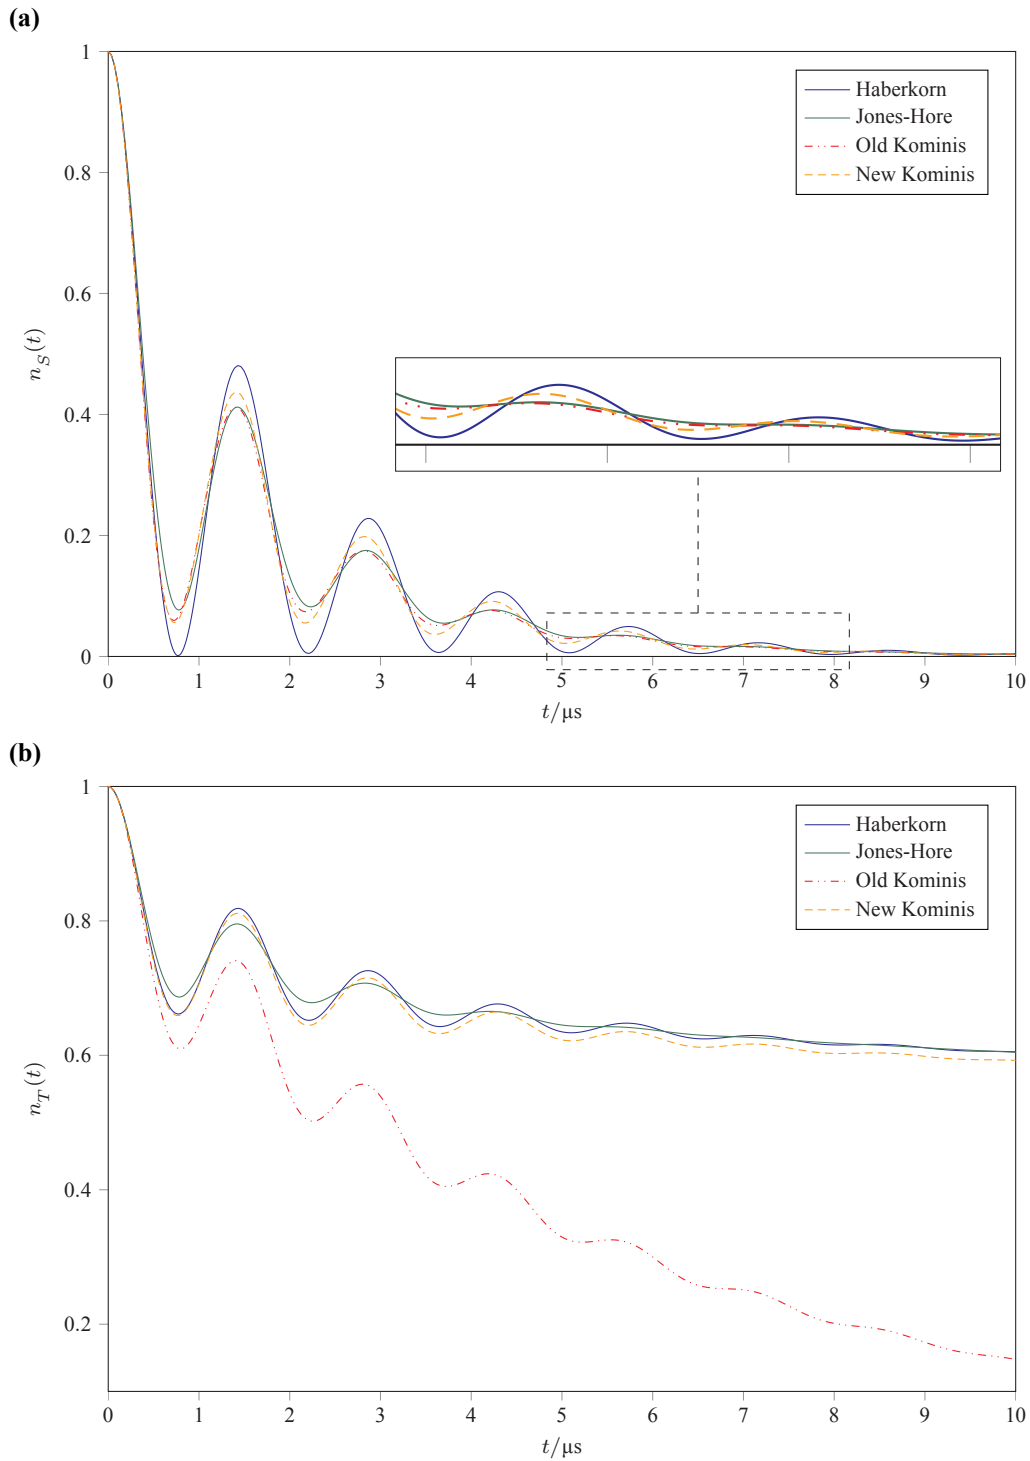 (a)
1
0.8
0.6
0.4
0.2
0
n_S(t)
Haberkorn
Jones-Hore
Old Kominis
New Kominis
0 1 2 3 4 5 6 7 8 9 10
t/μs
(b)
1
0.8
0.6
0.4
0.2
n_T(t)
Haberkorn
Jones-Hore
Old Kominis
New Kominis
0 1 2 3 4 5 6 7 8 9 10
t/μs